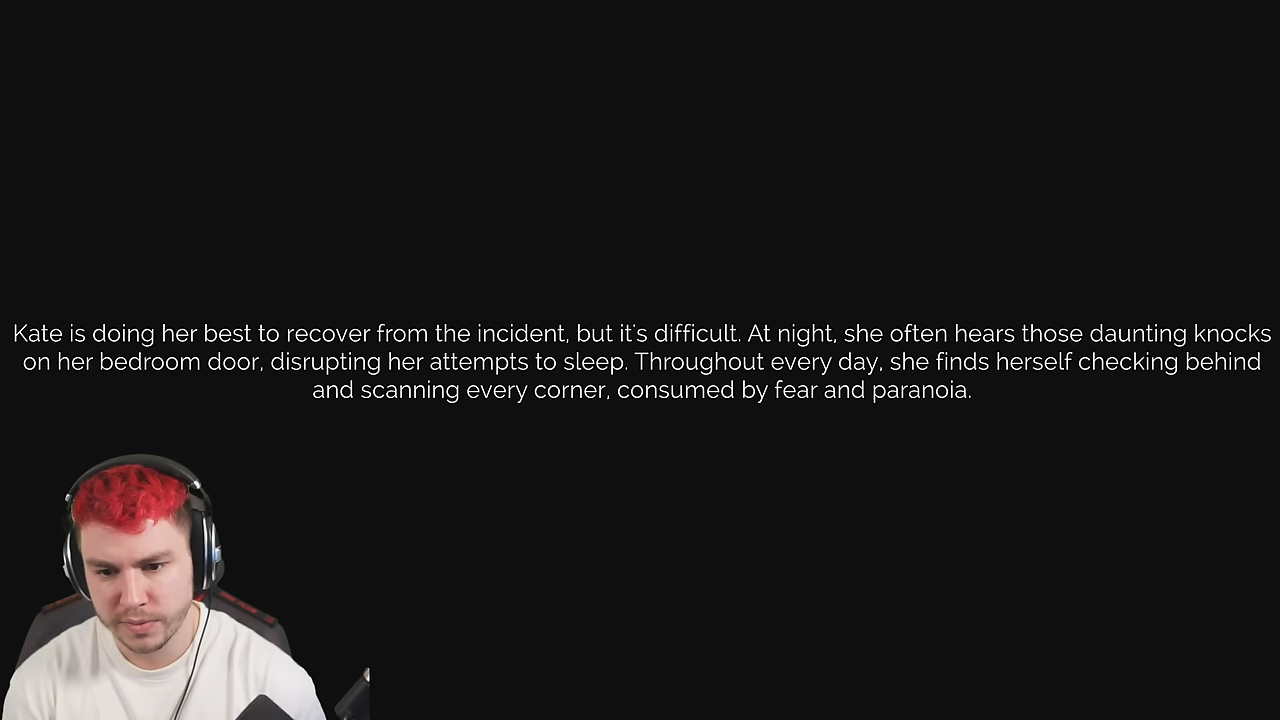 Kate is doing her best to recover from the incident, but it's difficult. At night, she often hears those daunting knocks
on her bedroom door, disrupting her attempts to sleep. Throughout every day, she finds herself checking behind
and scanning every corner, consumed by fear and paranoia.